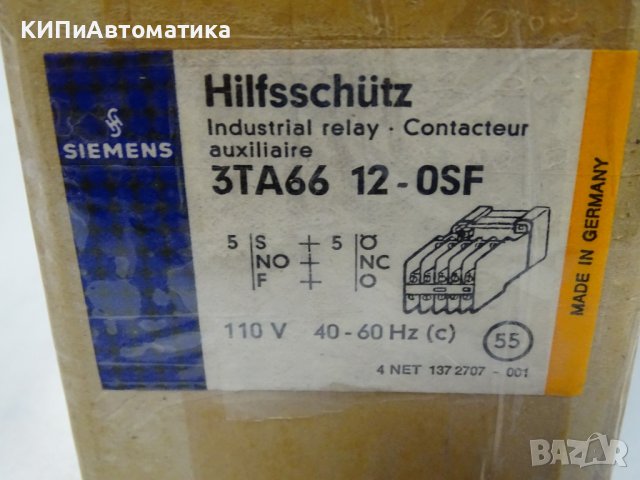 КИПиАвтоматика
SIEMENS
Hilfsschütz
Industrial relay · Contacteur
auxiliaire
3TA66 12-0SF
5 S + 5 Ö
NO + NC
F + O
110 V 40-60 Hz (c) 55
4 NET 137 2707 - 001
MADE IN GERMANY
BAZAR